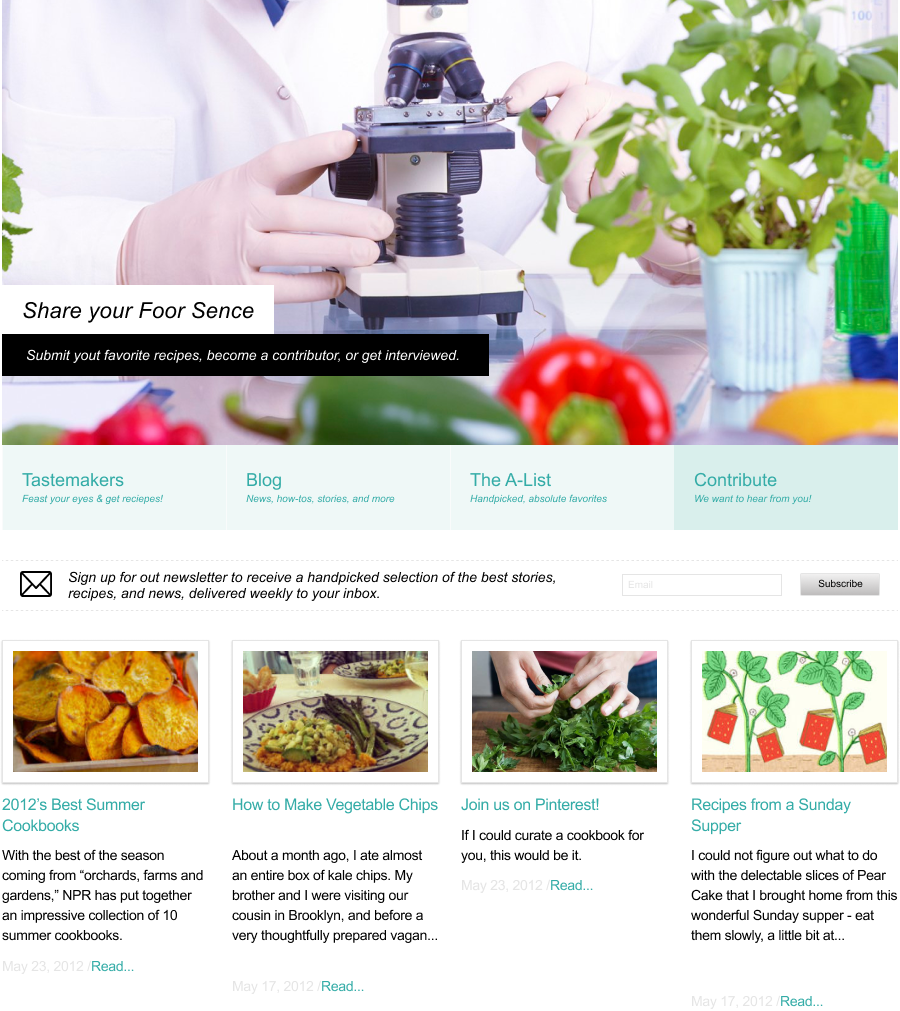 100
Share your Foor Sence
Submit yout favorite recipes, become a contributor, or get interviewed.
Tastemakers
Feast your eyes & get reciepes!
Blog
News, how-tos, stories, and more
The A-List
Handpicked, absolute favorites
Contribute
We want to hear from you!
Sign up for out newsletter to receive a handpicked selection of the best stories,
recipes, and news, delivered weekly to your inbox.
Email
Subscribe
2012’s Best Summer
Cookbooks
With the best of the season
coming from “orchards, farms and
gardens,” NPR has put together
an impressive collection of 10
summer cookbooks.
May 23, 2012 /Read...
How to Make Vegetable Chips
About a month ago, I ate almost
an entire box of kale chips. My
brother and I were visiting our
cousin in Brooklyn, and before a
very thoughtfully prepared vagan...
May 17, 2012 /Read...
Join us on Pinterest!
If I could curate a cookbook for
you, this would be it.
May 23, 2012 /Read...
Recipes from a Sunday
Supper
I could not figure out what to do
with the delectable slices of Pear
Cake that I brought home from this
wonderful Sunday supper - eat
them slowly, a little bit at...
May 17, 2012 /Read...